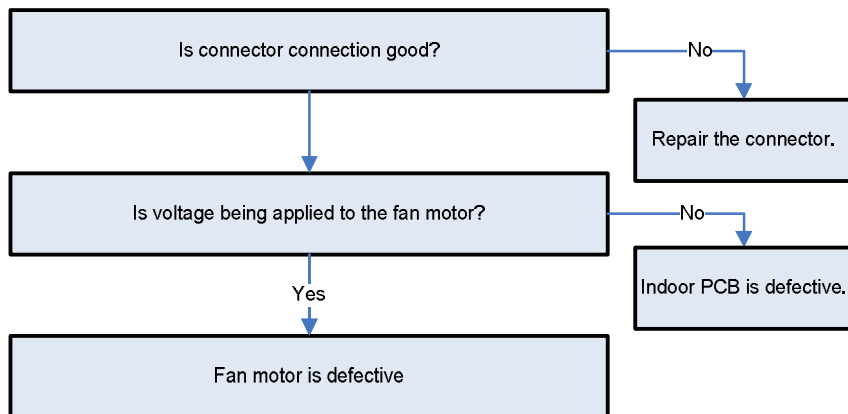 Is connector connection good?
No
Repair the connector.
Is voltage being applied to the fan motor?
No
Indoor PCB is defective.
Yes
Fan motor is defective